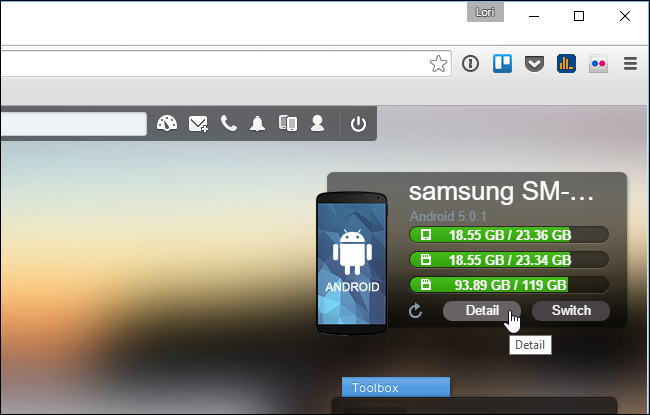 Lori
samsung SM-...
Android 5.0.1
18.55 GB / 23.36 GB
18.55 GB / 23.34 GB
93.89 GB / 119 GB
ANDROID
Detail
Switch
Detail
Toolbox